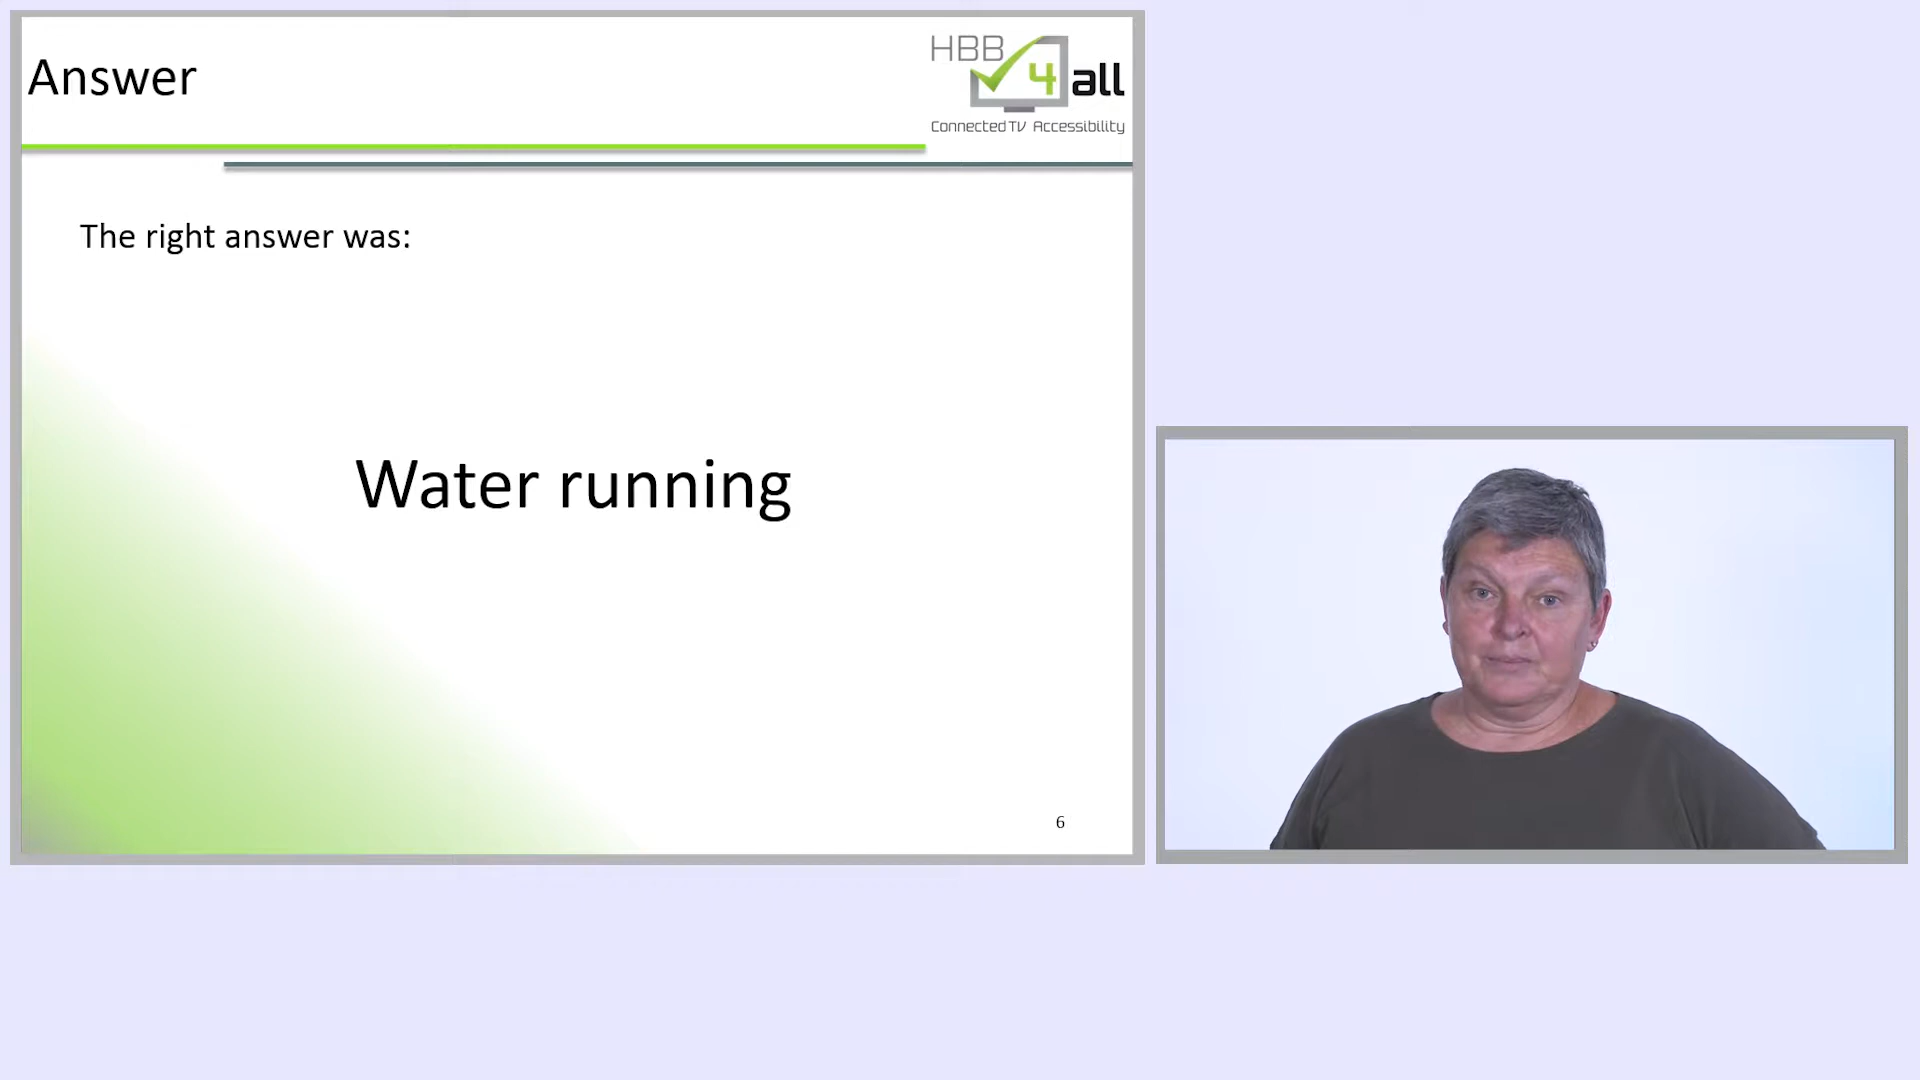 Answer
HBB
4 all
Connected TV Accessibility
The right answer was:
Water running
6